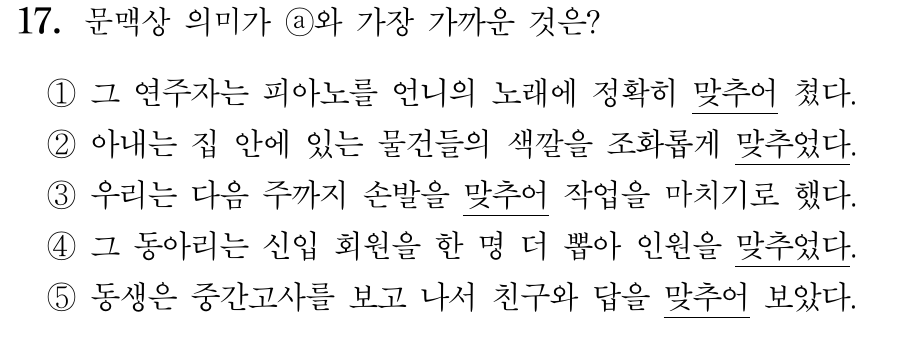 17. 문맥상 의미가 ⓐ와 가장 가까운 것은?
① 그 연주자는 피아노를 언니의 노래에 정확히 맞추어 쳤다.
② 아내는 집 안에 있는 물건들의 색깔을 조화롭게 맞추었다.
③ 우리는 다음 주까지 손발을 맞추어 작업을 마치기로 했다.
④ 그 동아리는 신입 회원을 한 명 더 뽑아 인원을 맞추었다.
⑤ 동생은 중간고사를 보고 나서 친구와 답을 맞추어 보았다.